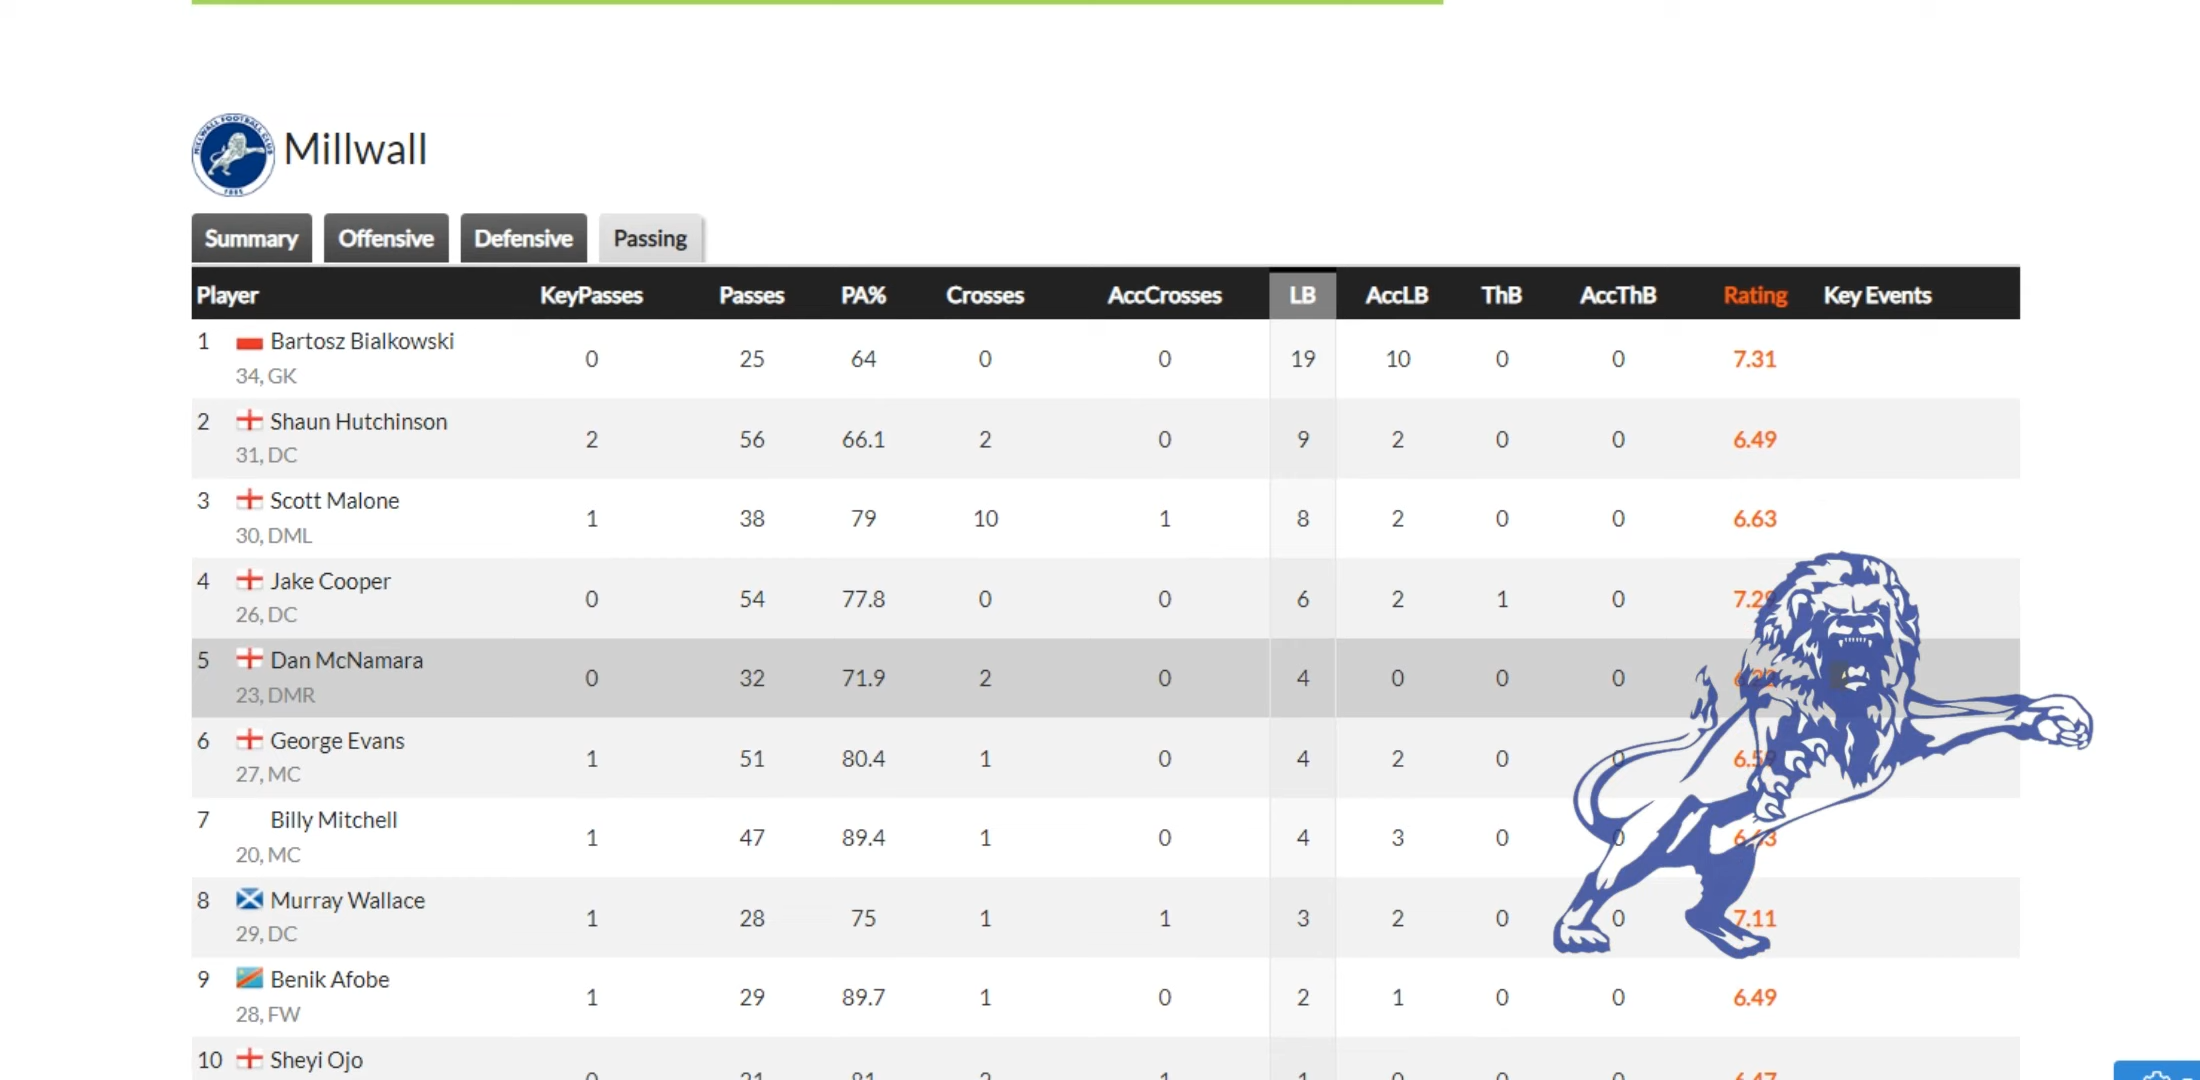 MILLWALL FOOTBALL CLUB
1885
Millwall
Summary Offensive Defensive Passing
Player KeyPasses Passes PA% Crosses AccCrosses LB AccLB ThB AccThB Rating Key Events
1 Bartosz Bialkowski 0 25 64 0 0 19 10 0 0 7.31
34, GK
2 Shaun Hutchinson 2 56 66.1 2 0 9 2 0 0 6.49
31, DC
3 Scott Malone 1 38 79 10 1 8 2 0 0 6.63
30, DML
4 Jake Cooper 0 54 77.8 0 0 6 2 1 0
26, DC
5 Dan McNamara 0 32 71.9 2 0 4 0 0 0
23, DMR
6 George Evans 1 51 80.4 1 0 4 2 0 0
27, MC
7 Billy Mitchell 1 47 89.4 1 0 4 3 0 0
20, MC
8 Murray Wallace 1 28 75 1 1 3 2 0 0 7.11
29, DC
9 Benik Afobe 1 29 89.7 1 0 2 1 0 0 6.49
28, FW
10 Sheyi Ojo